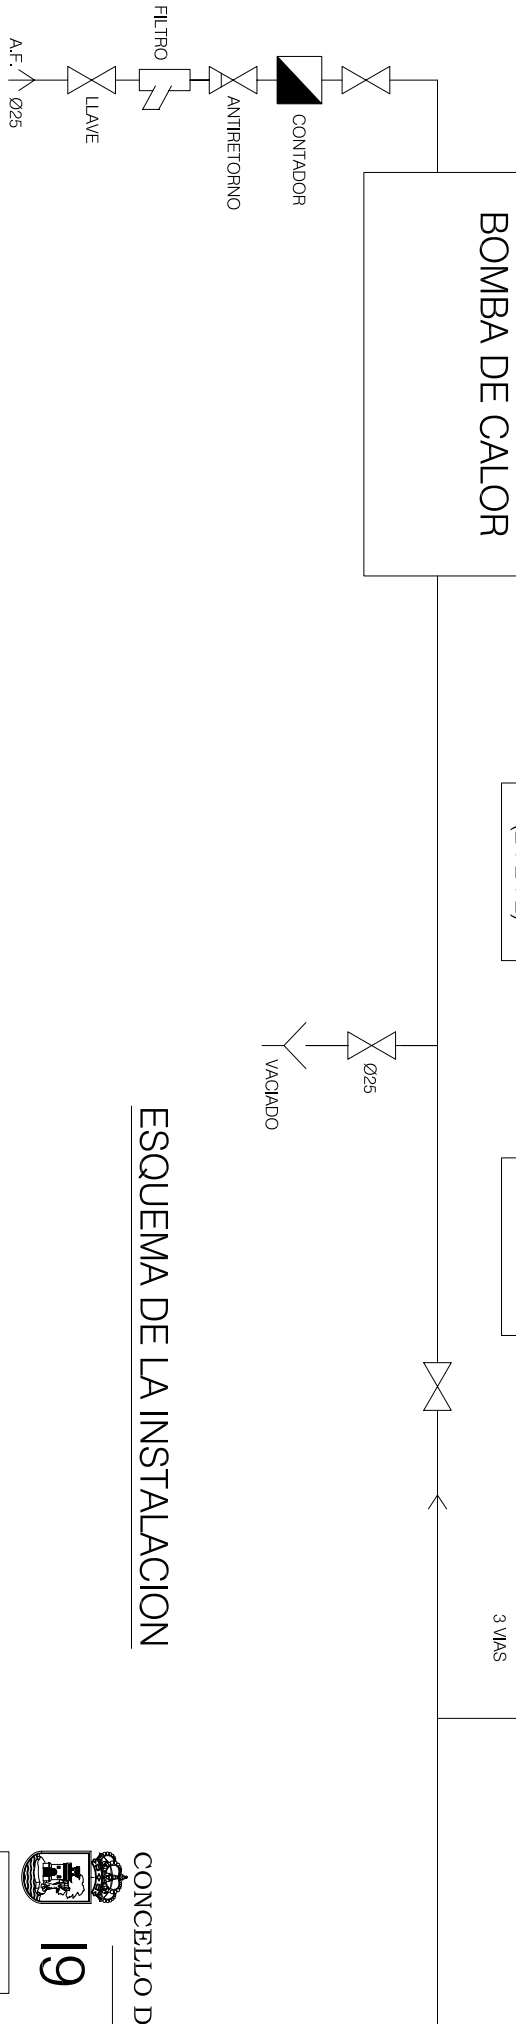 BOMBA DE CALOR
CONTADOR
ANTIRETORNO
FILTRO
LLAVE
A.F. Ø25
Ø25
VACIADO
3 VIAS
ESQUEMA DE LA INSTALACION
CONCELLO D
19